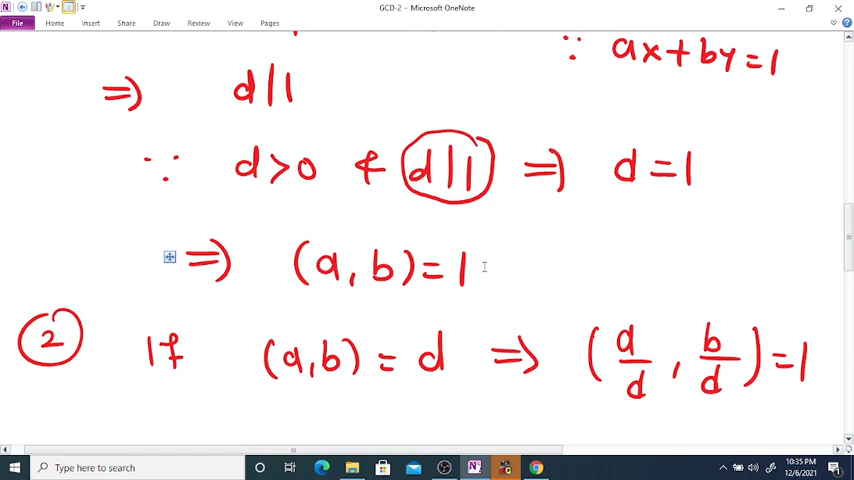 GCD-2 - Microsoft OneNote
File Home Insert Share Draw Review View Pages
∵ ax+by=1
⇒ d|1
∵ d>0 & d|1 ⇒ d=1
⇒ (a,b)=1
② If (a,b) = d ⇒ (a/d, b/d)=1
Type here to search
10:35 PM
12/6/2021